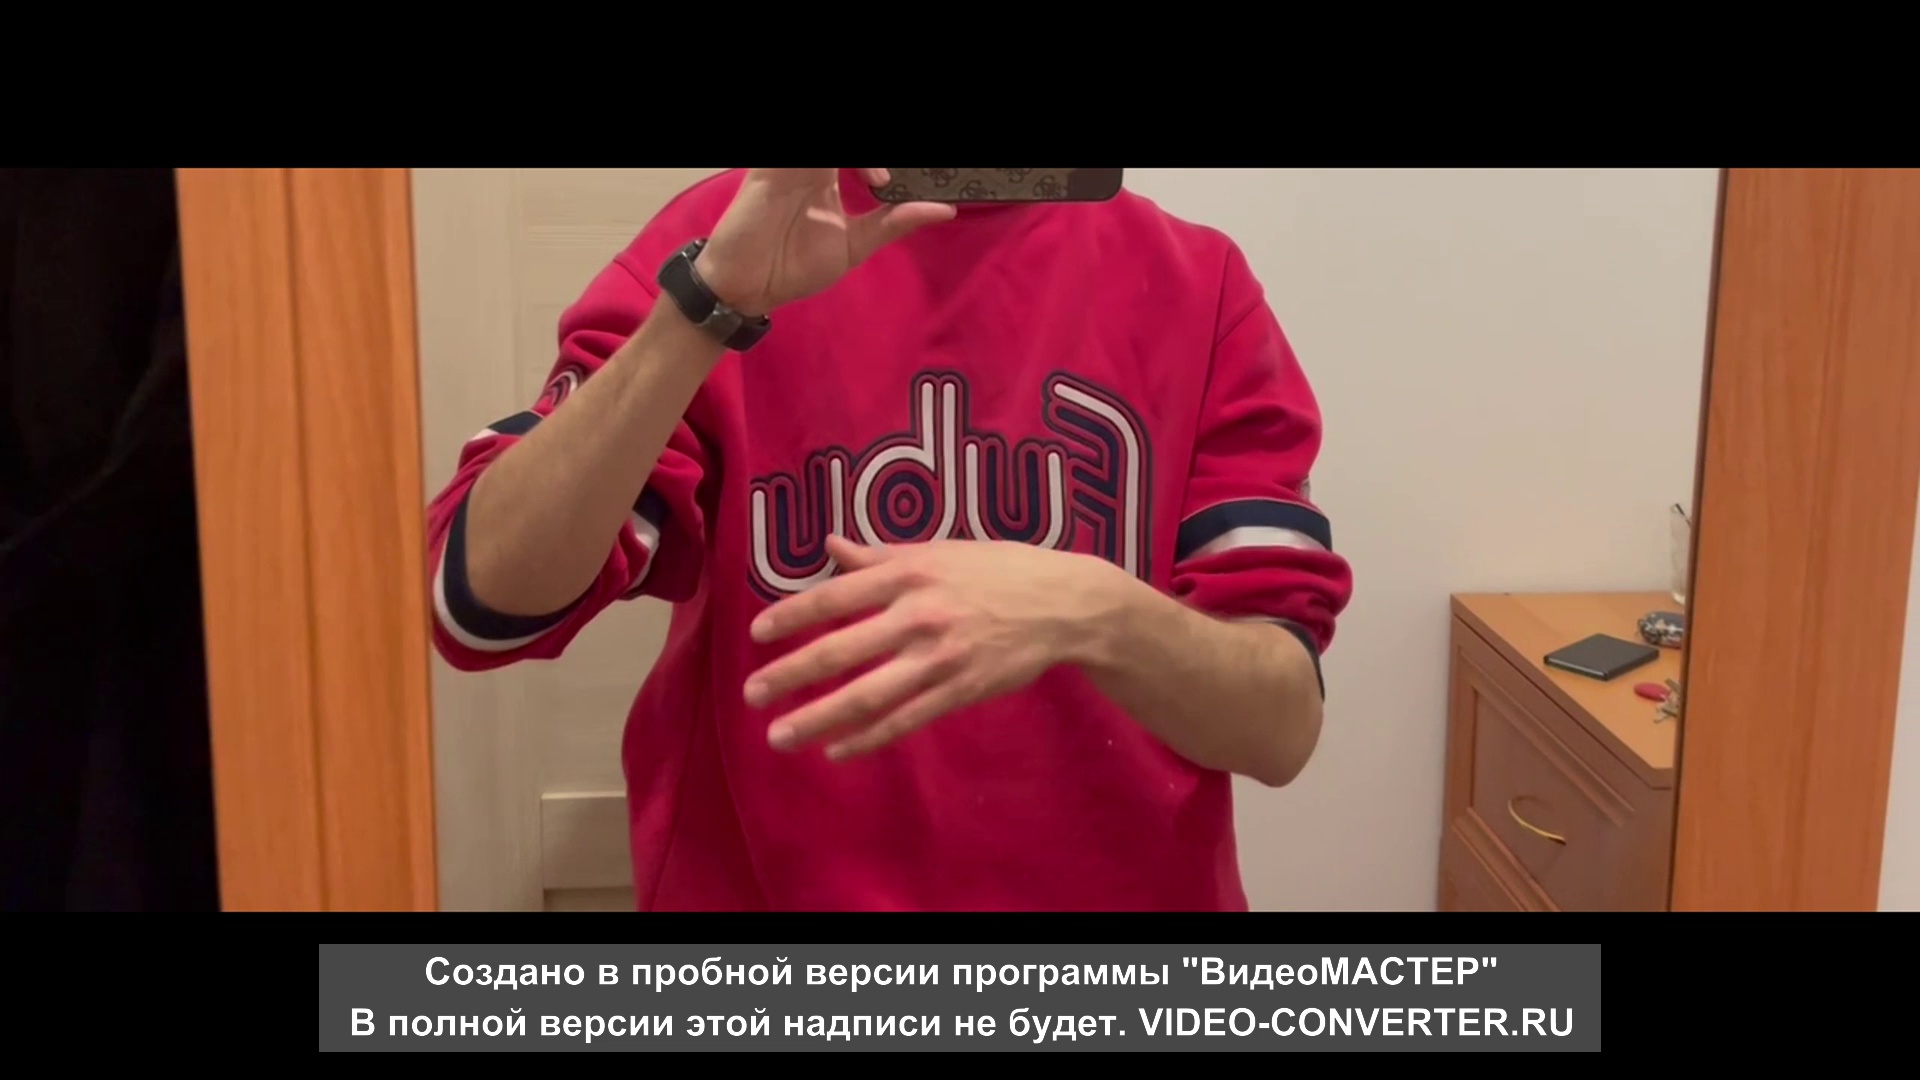 Fubu
Создано в пробной версии программы "ВидеоМАСТЕР"
В полной версии этой надписи не будет. VIDEO-CONVERTER.RU